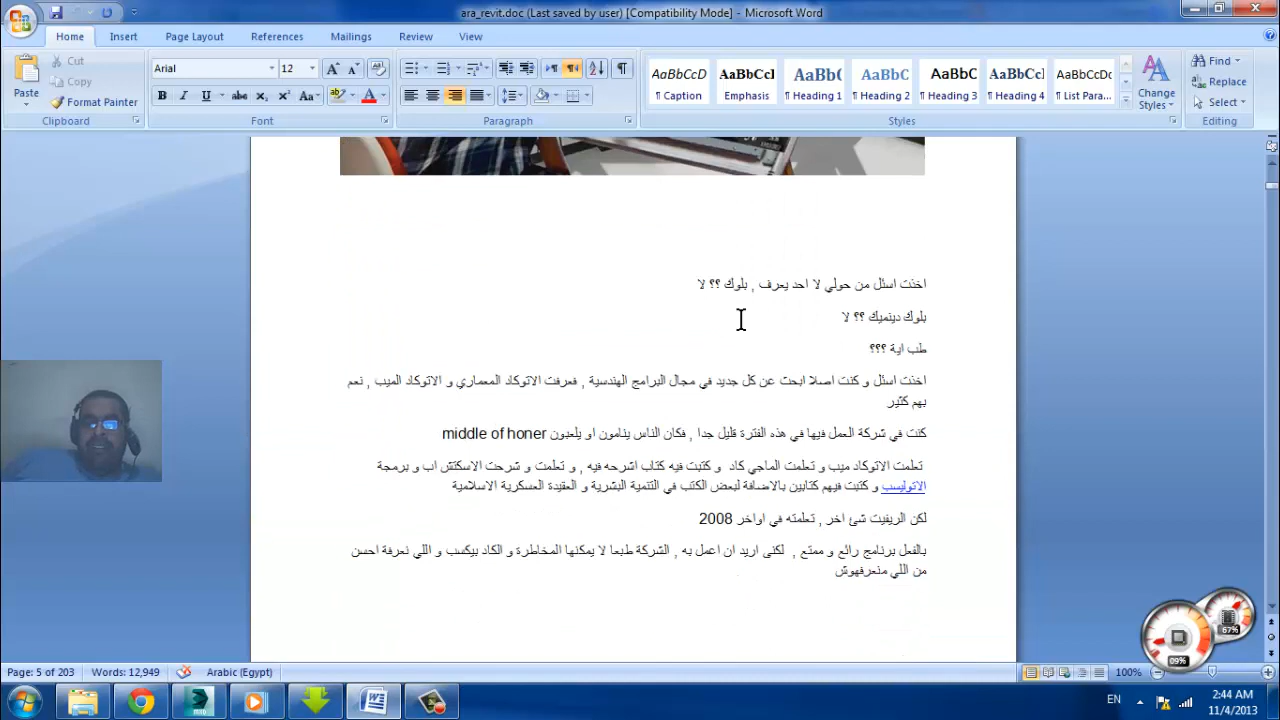 ara_revit.doc (Last saved by user) [Compatibility Mode] - Microsoft Word
Home Insert Page Layout References Mailings Review View
Paste
Cut
Copy
Format Painter
Clipboard
Arial 12
Font
Paragraph
AaBbCcD AaBbCcI AaBbC AaBbCc AaBbCc AaBbCc AaBbCcDc
¶ Caption Emphasis ¶ Heading 1 ¶ Heading 2 ¶ Heading 3 ¶ Heading 4 ¶ List Para...
Change Styles
Styles
Find
Replace
Select
Editing
اخذت اسئل من حولي لا احد يعرف , بلوك ؟؟ لا
بلوك دينميك ؟؟ لا
طب اية ؟؟؟
اخذت اسئل و كنت اصلا ابحث عن كل جديد في مجال البرامج الهندسية , فعرفت الاتوكاد المعماري و الاتوكاد الميب , نعم
بهم كثير
كنت في شركة العمل فيها في هذه الفترة قليل جدا , فكان الناس ينامون او يلعبون middle of honer
تعلمت الاتوكاد ميب و تعلمت الماجي كاد و كتبت فيه كتاب اشرحه فيه , و تعلمت و شرحت الاسكتش اب و برمجة
الاتوليسب و كتبت فيهم كتابين بالاضافة لبعض الكتب في التنمية البشرية و العقيدة العسكرية الاسلامية
لكن الريفيت شئ اخر , تعلمته في اواخر 2008
بالفعل برنامج رائع و ممتع , لكنى اريد ان اعمل به , الشركة طبعا لا يمكنها المخاطرة و الكاد بيكسب و اللي نعرفة احسن
من اللي منعرفهوش
Page: 5 of 203 Words: 12,949 Arabic (Egypt) 100%
09% 67%
EN 2:44 AM
11/4/2013